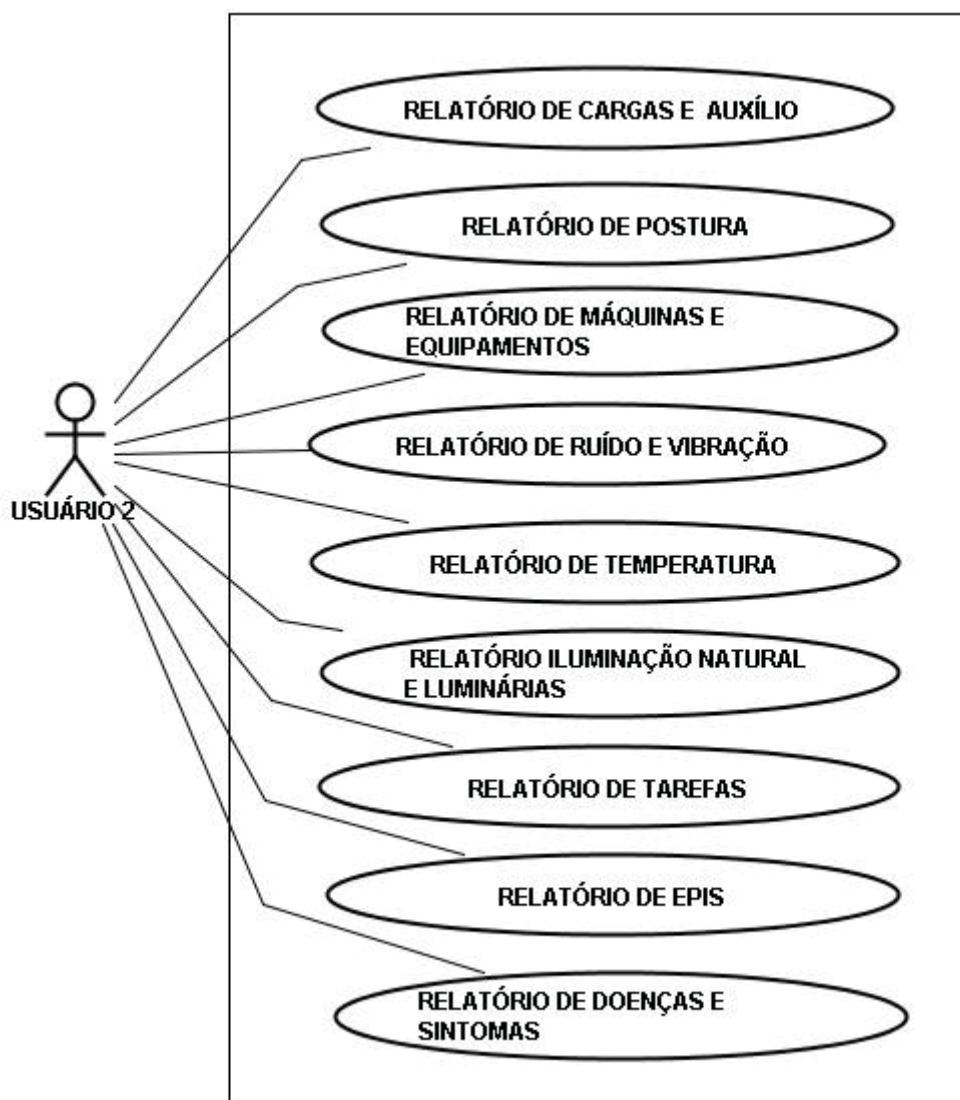 RELATÓRIO DE CARGAS E AUXÍLIO
RELATÓRIO DE POSTURA
RELATÓRIO DE MÁQUINAS E
EQUIPAMENTOS
RELATÓRIO DE RUÍDO E VIBRAÇÃO
USUÁRIO 2
RELATÓRIO DE TEMPERATURA
RELATÓRIO ILUMINAÇÃO NATURAL
E LUMINÁRIAS
RELATÓRIO DE TAREFAS
RELATÓRIO DE EPIS
RELATÓRIO DE DOENÇAS E
SINTOMAS